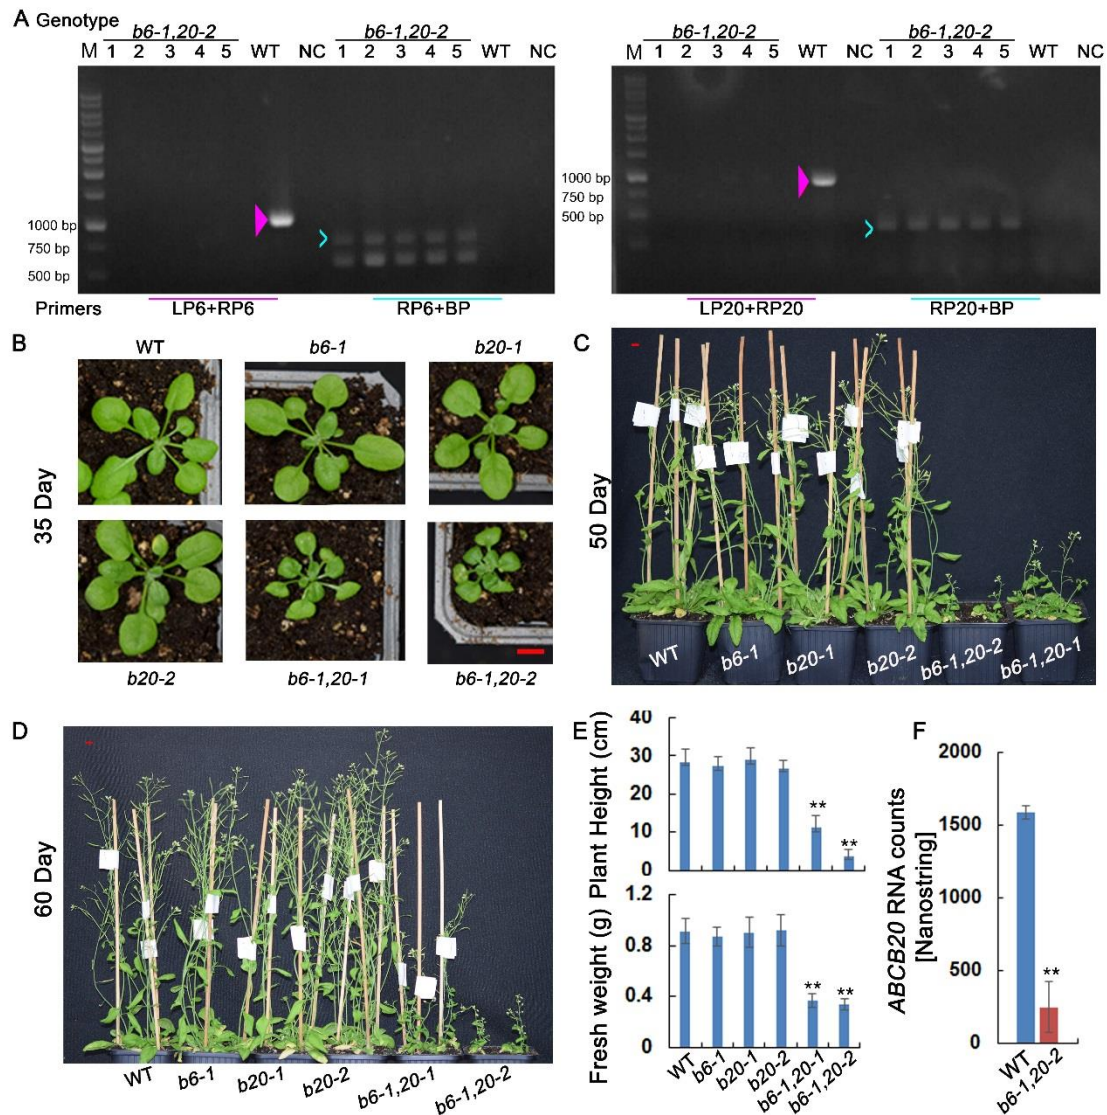 A Genotype
b6-1,20-2
b6-1,20-2
b6-1,20-2
b6-1,20-2
M 1 2 3 4 5 WT NC 1 2 3 4 5 WT NC
M 1 2 3 4 5 WT NC 1 2 3 4 5 WT NC
1000 bp
750 bp
500 bp
1000 bp
750 bp
500 bp
Primers LP6+RP6 RP6+BP LP20+RP20 RP20+BP
B
WT b6-1 b20-1
35 Day
b20-2 b6-1,20-1 b6-1,20-2
C
50 Day
WT b6-1 b20-1 b20-2 b6-1,20-2 b6-1,20-1
D
60 Day
WT b6-1 b20-1 b20-2 b6-1,20-1 b6-1,20-2
E
Plant Height (cm)
40
30
20
10
0
** **
Fresh weight (g)
1.2
0.8
0.4
0
** **
WT b6-1 b20-1 b20-2 b6-1,20-1 b6-1,20-2
F
ABCB20 RNA counts
[Nanostring]
2000
1500
1000
500
0
**
WT b6-1,20-2